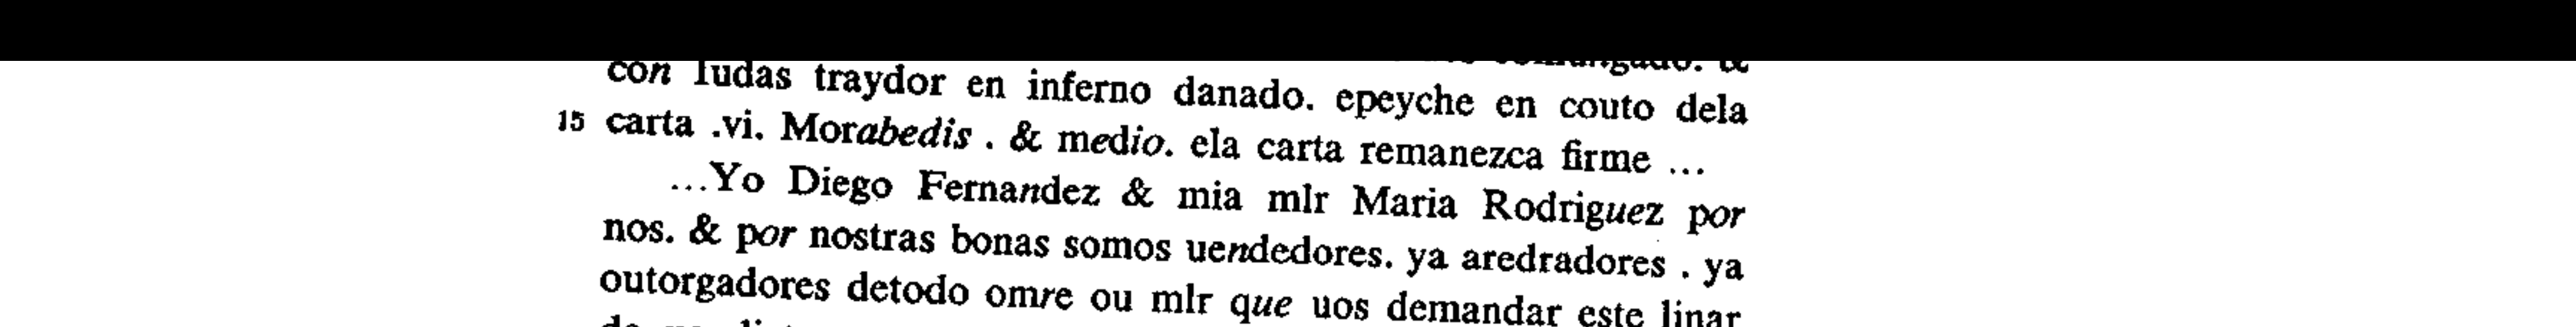 con Iudas traydor en inferno danado. epeyche en couto dela
15 carta .vi. Morabedis . & medio. ela carta remanezca firme ...
...Yo Diego Fernandez & mia mlr Maria Rodriguez por
nos. & por nostras bonas somos uendedores. ya aredradores . ya
outorgadores detodo omre ou mlr que uos demandar este linar